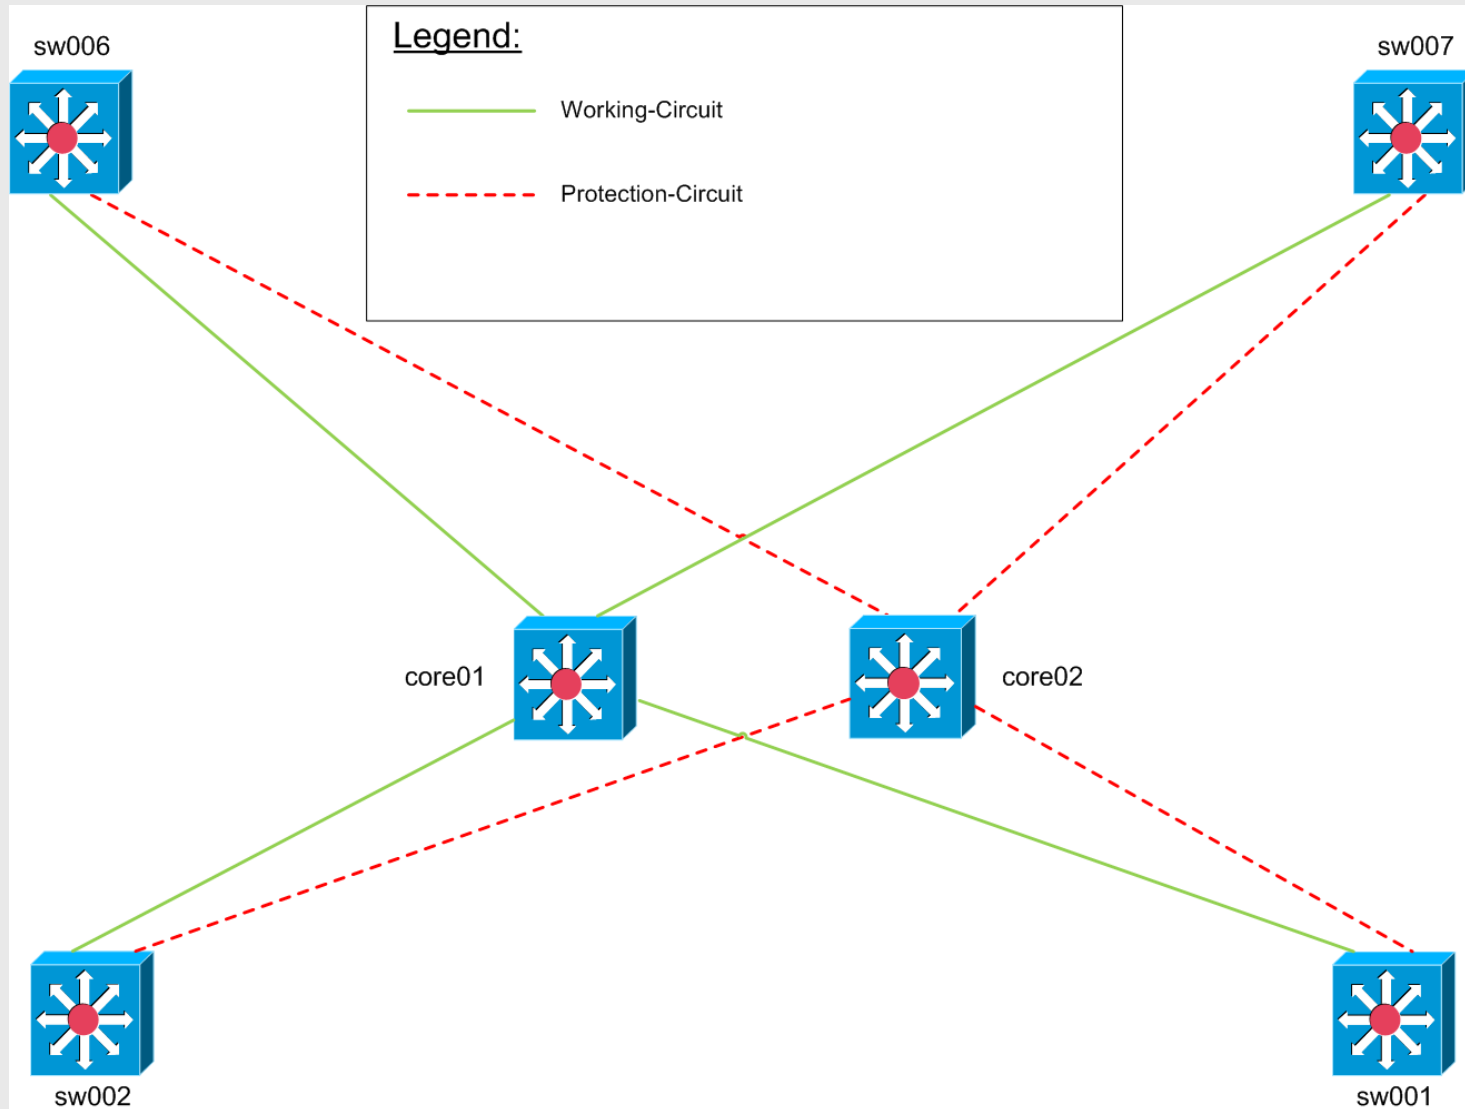 sw006
Legend:
sw007
Working-Circuit
Protection-Circuit
core01
core02
sw002
sw001